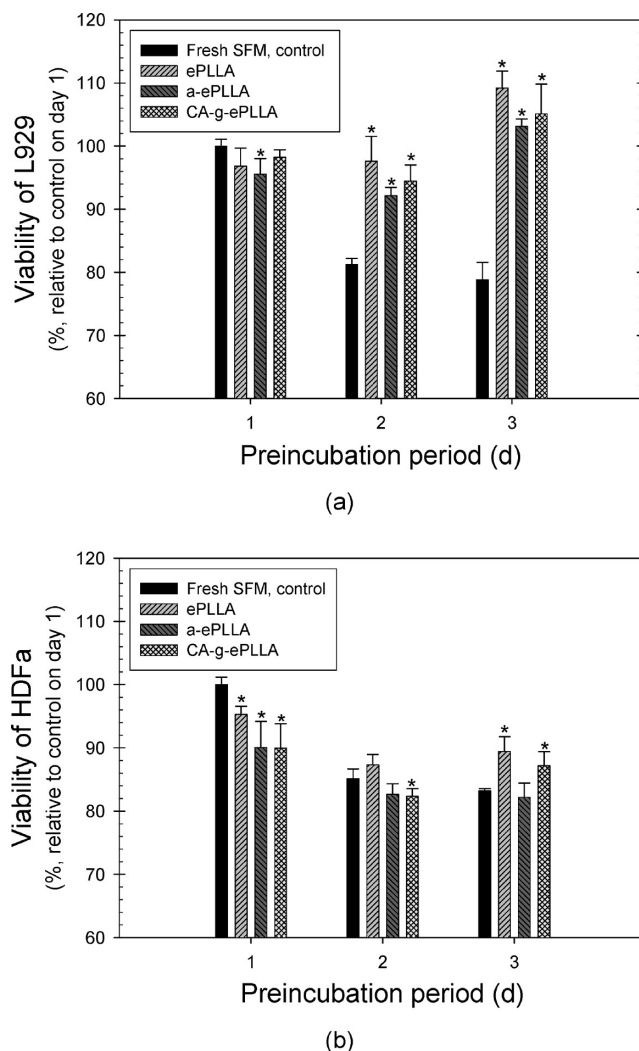 120
110
100
90
80
70
60
Viability of L929
(%, relative to control on day 1)
Fresh SFM, control
ePLLA
a-ePLLA
CA-g-ePLLA
*
*
*
*
*
*
*
1
2
3
Preincubation period (d)
(a)
120
110
100
90
80
70
60
Viability of HDFa
(%, relative to control on day 1)
Fresh SFM, control
ePLLA
a-ePLLA
CA-g-ePLLA
*
*
*
*
*
*
1
2
3
Preincubation period (d)
(b)